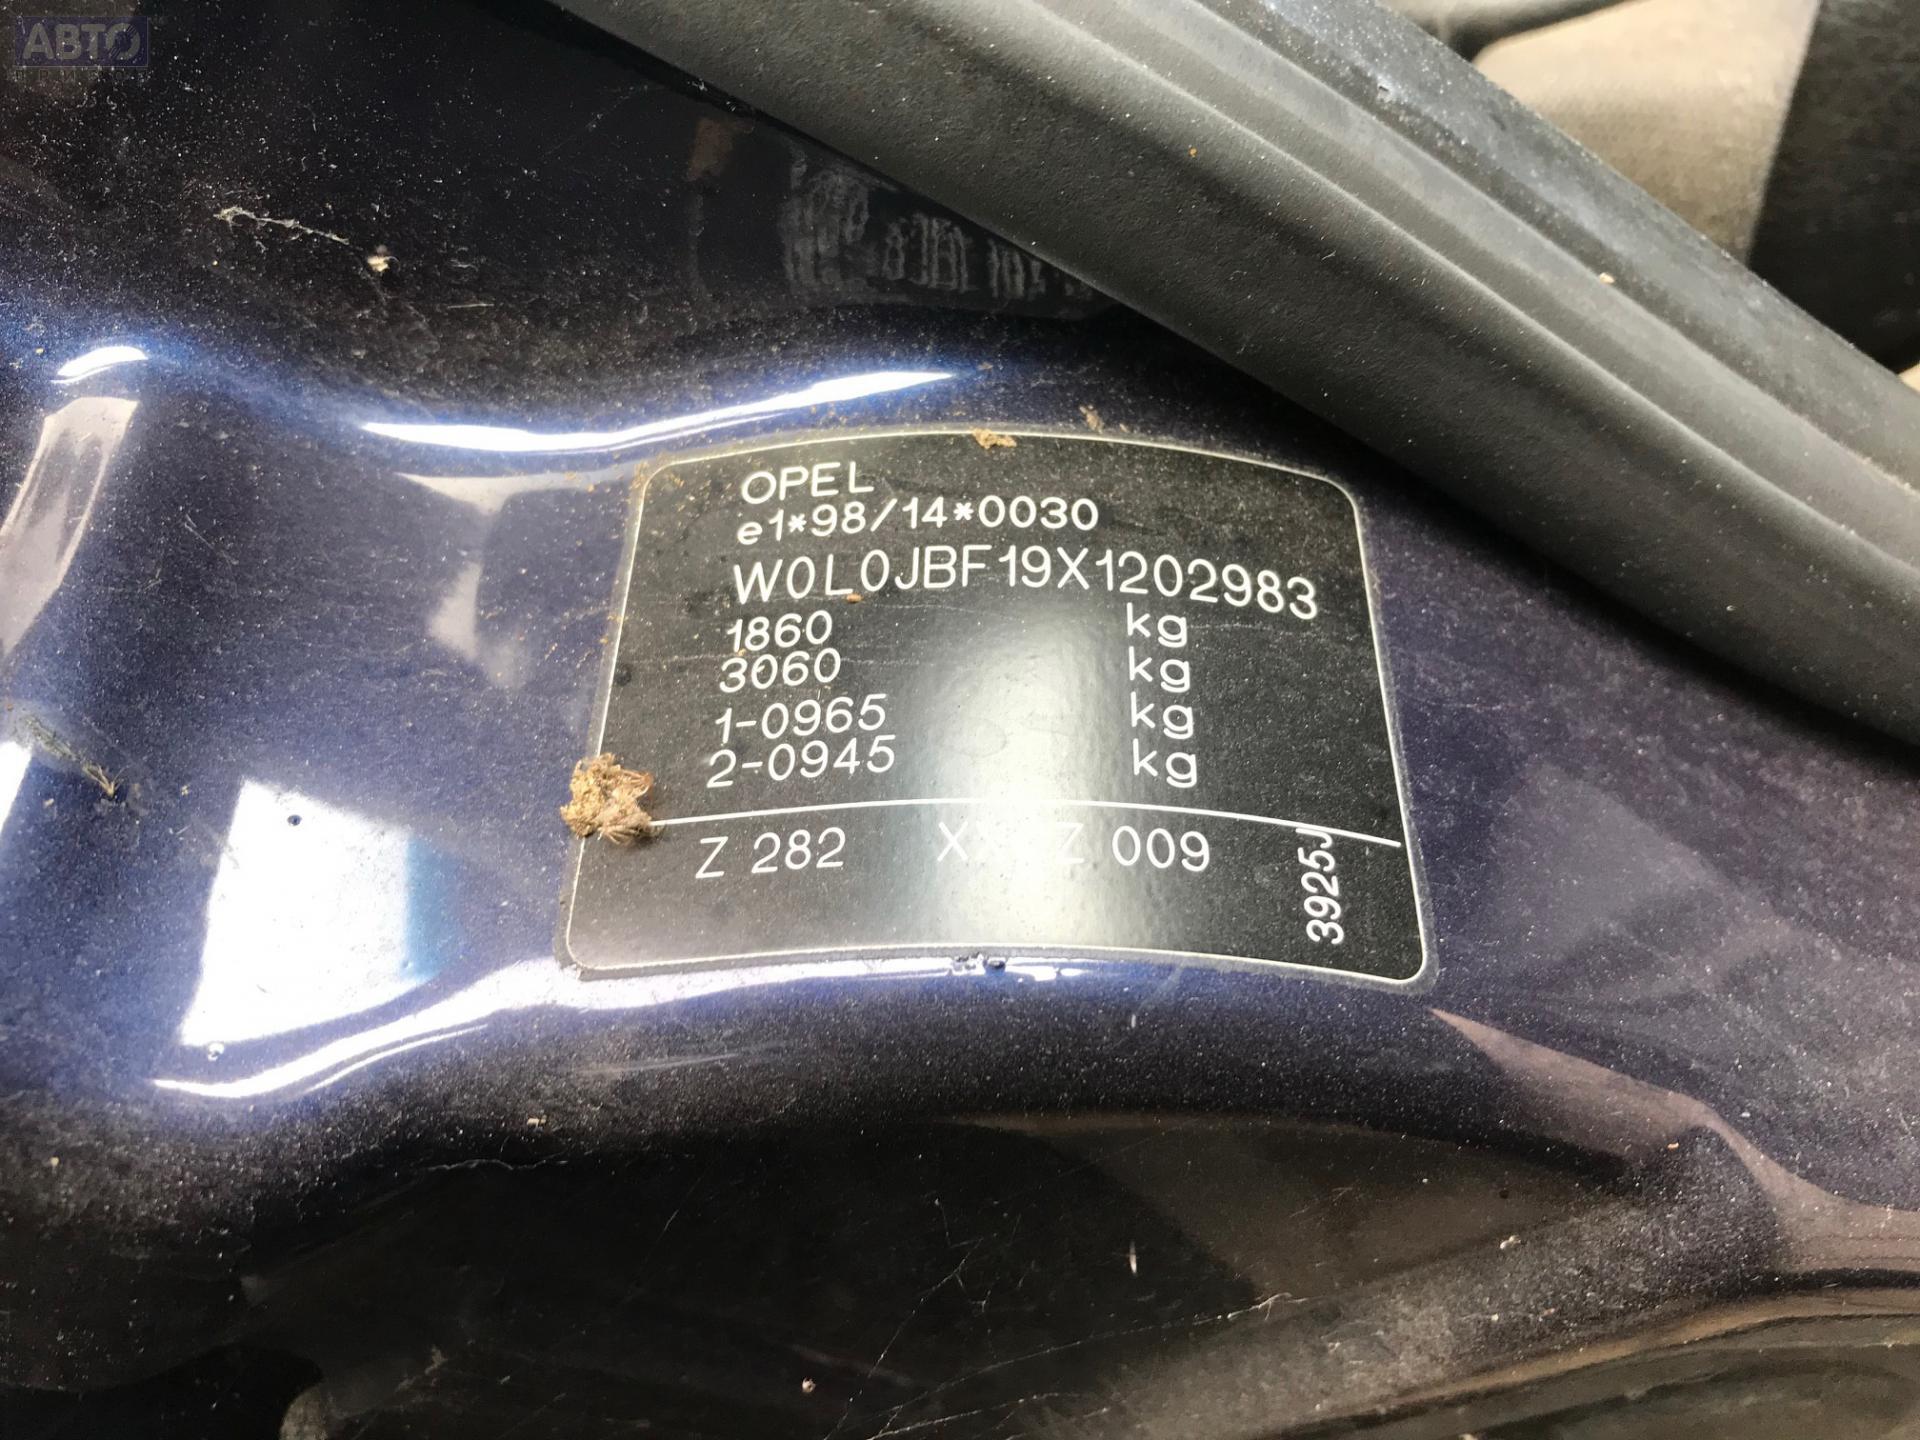 АВТО
ПРИВОЗ
OPEL
e1*98/14*0030
W0L0JBF19X1202983
1860 kg
3060 kg
1-0965 kg
2-0945 kg
Z 282 Z 009
3925J